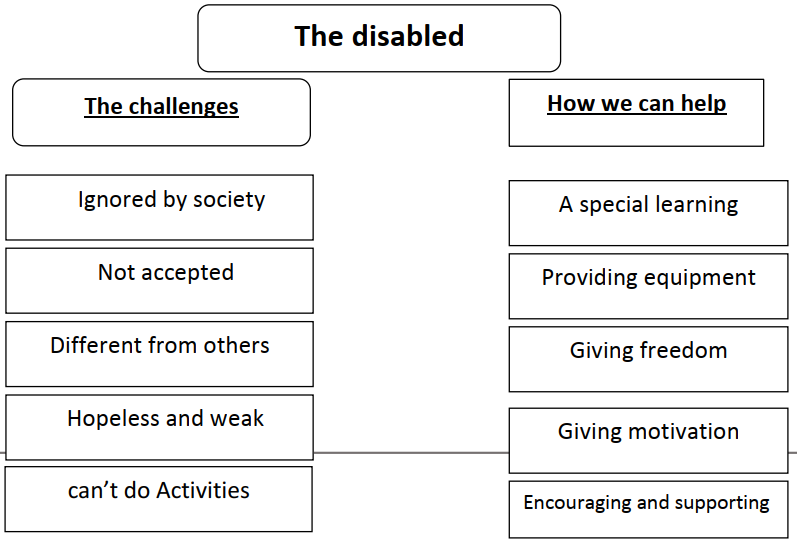 The disabled
The challenges
Ignored by society
Not accepted
Different from others
Hopeless and weak
can’t do Activities
How we can help
A special learning
Providing equipment
Giving freedom
Giving motivation
Encouraging and supporting